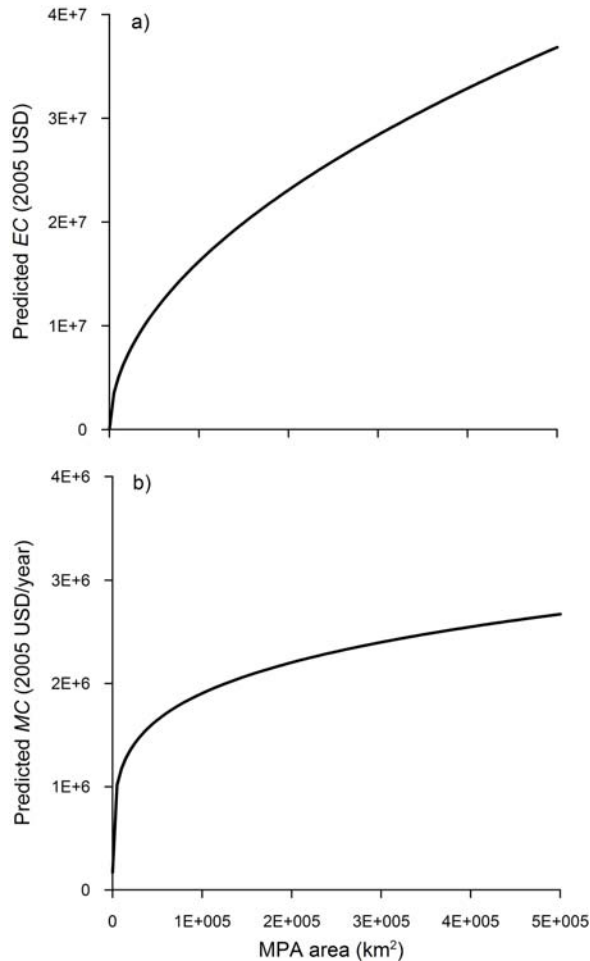 a)
4E+7
3E+7
2E+7
1E+7
0
Predicted EC (2005 USD)
b)
4E+6
3E+6
2E+6
1E+6
0
Predicted MC (2005 USD/year)
0 1E+005 2E+005 3E+005 4E+005 5E+005
MPA area (km²)